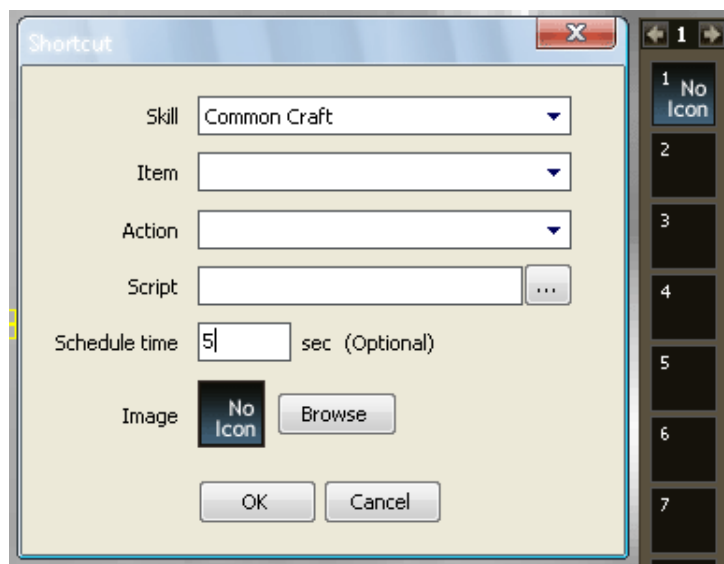 Shortcut
Skill Common Craft
Item
Action
Script ...
Schedule time 5 sec (Optional)
Image No Icon Browse
OK Cancel
1
1 No Icon
2
3
4
5
6
7